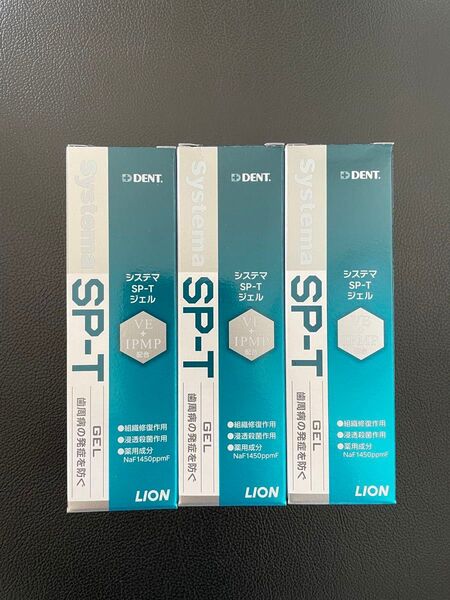 Systema
SP-T
GEL
歯周病の発症を防ぐ
DENT.
システマ
SP-T
ジェル
VE
+
IPMP
配合
●組織修復作用
●浸透殺菌作用
●薬用成分
NaF1450ppmF
LION
Systema
SP-T
GEL
歯周病の発症を防ぐ
DENT.
システマ
SP-T
ジェル
VE
+
IPMP
配合
●組織修復作用
●浸透殺菌作用
●薬用成分
NaF1450ppmF
LION
Systema
SP-T
GEL
歯周病の発症を防ぐ
DENT.
システマ
SP-T
ジェル
VE
+
IPMP
配合
●組織修復作用
●浸透殺菌作用
●薬用成分
NaF1450ppmF
LION